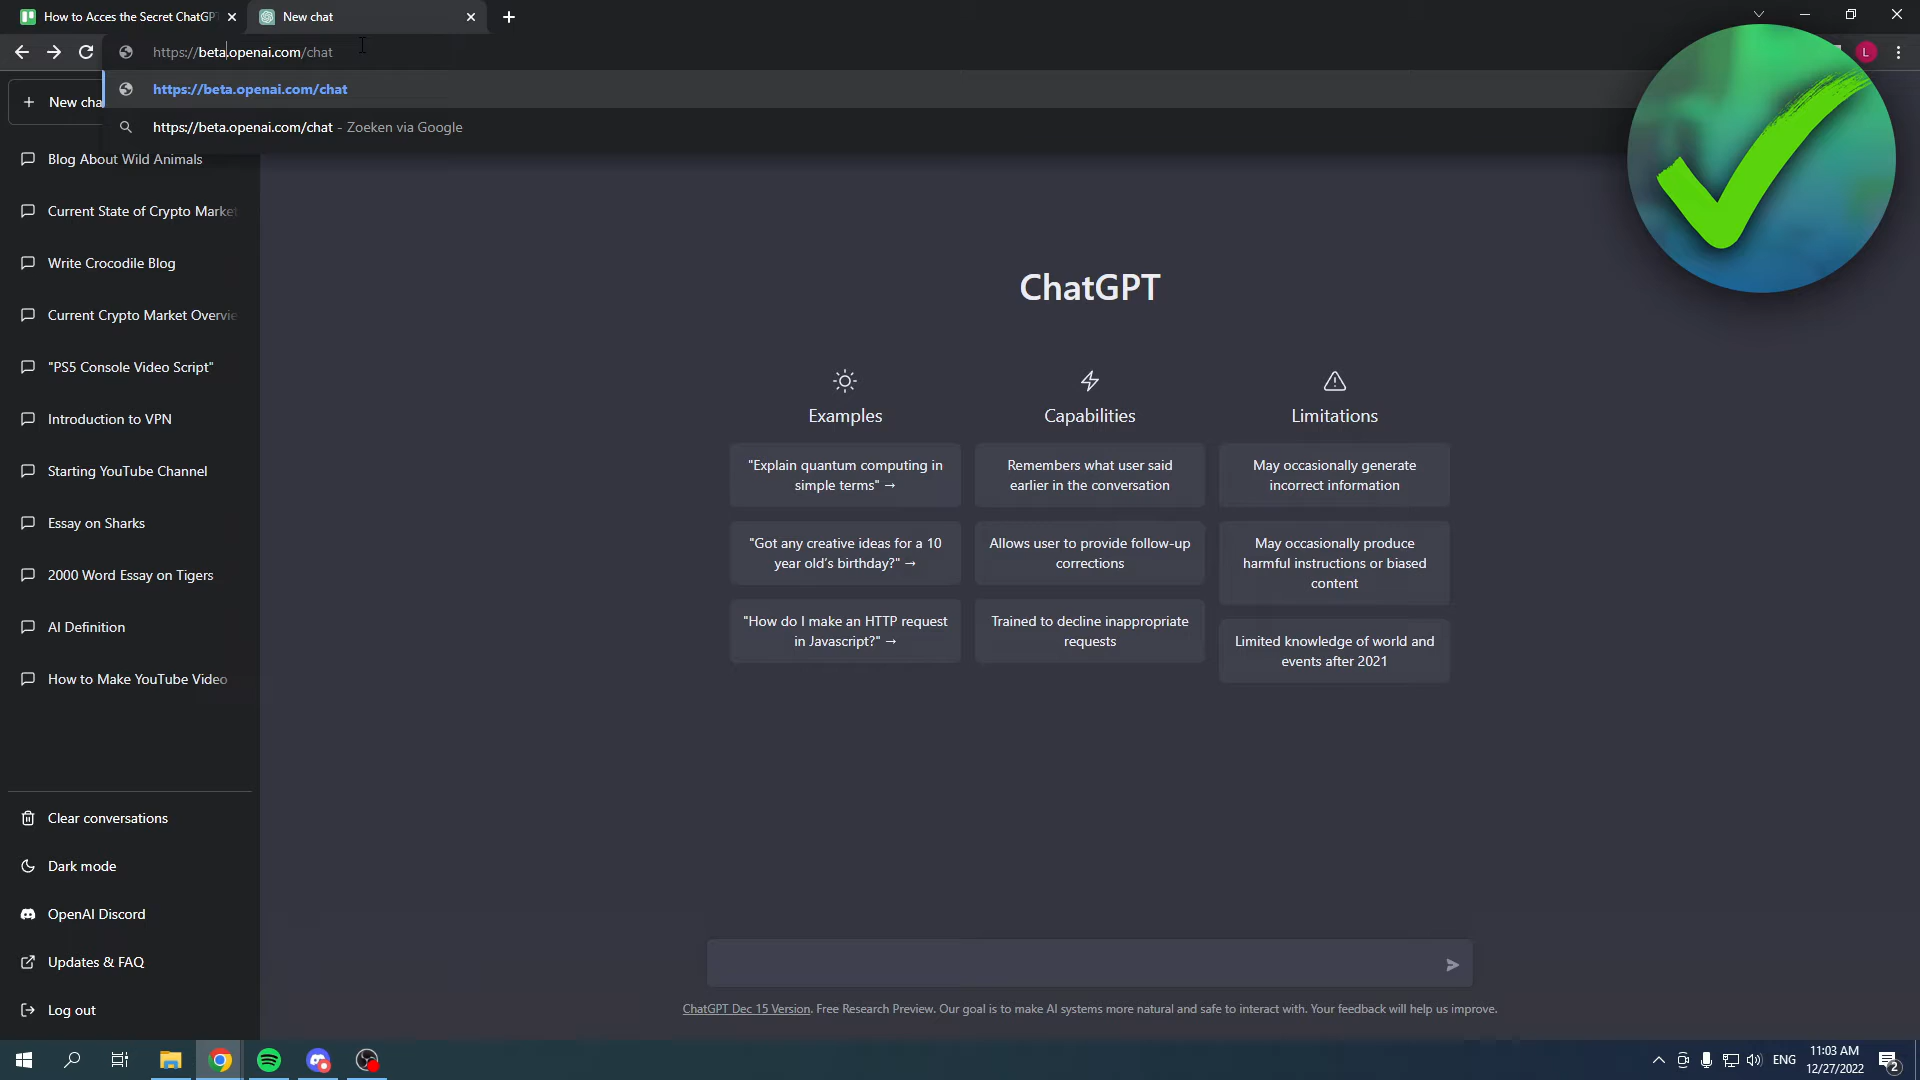 How to Acces the Secret ChatGP
New chat
https://beta.openai.com/chat
L
https://beta.openai.com/chat
https://beta.openai.com/chat - Zoeken via Google
New cha
Blog About Wild Animals
Current State of Crypto Market
Write Crocodile Blog
Current Crypto Market Overvie
"PS5 Console Video Script"
Introduction to VPN
Starting YouTube Channel
Essay on Sharks
2000 Word Essay on Tigers
AI Definition
How to Make YouTube Video
Clear conversations
Dark mode
OpenAI Discord
Updates & FAQ
Log out
ChatGPT
Examples
"Explain quantum computing in
simple terms" →
"Got any creative ideas for a 10
year old's birthday?" →
"How do I make an HTTP request
in Javascript?" →
Capabilities
Remembers what user said
earlier in the conversation
Allows user to provide follow-up
corrections
Trained to decline inappropriate
requests
Limitations
May occasionally generate
incorrect information
May occasionally produce
harmful instructions or biased
content
Limited knowledge of world and
events after 2021
ChatGPT Dec 15 Version. Free Research Preview. Our goal is to make AI systems more natural and safe to interact with. Your feedback will help us improve.
ENG
11:03 AM
12/27/2022
2